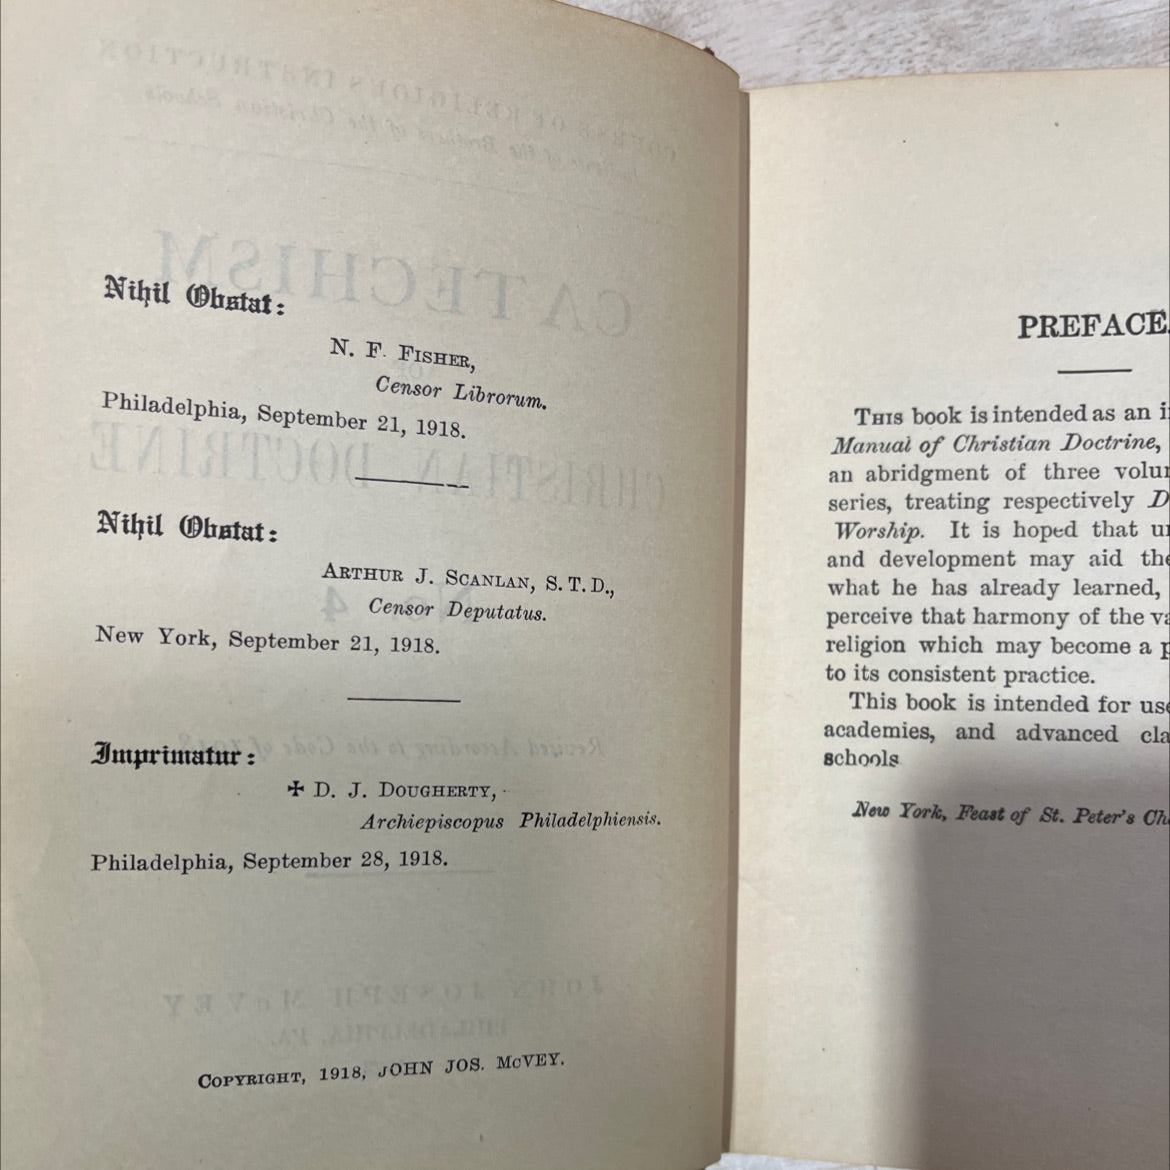 Nihil Obstat:
N. F. FISHER,
Censor Librorum.
Philadelphia, September 21, 1918.
Nihil Obstat:
ARTHUR J. SCANLAN, S. T. D.,
Censor Deputatus.
New York, September 21, 1918.
Imprimatur:
✠ D. J. DOUGHERTY,
Archiepiscopus Philadelphiensis.
Philadelphia, September 28, 1918.
COPYRIGHT, 1918, JOHN JOS. McVEY.
PREFACE.
THIS book is intended as an
Manual of Christian Doctrine,
an abridgment of three
series, treating respectively
Worship. It is hoped that
and development may aid
what he has already learned,
perceive that harmony of the
religion which may become a
to its consistent practice.
This book is intended for
academies, and advanced
schools
New York, Feast of St. Peter's